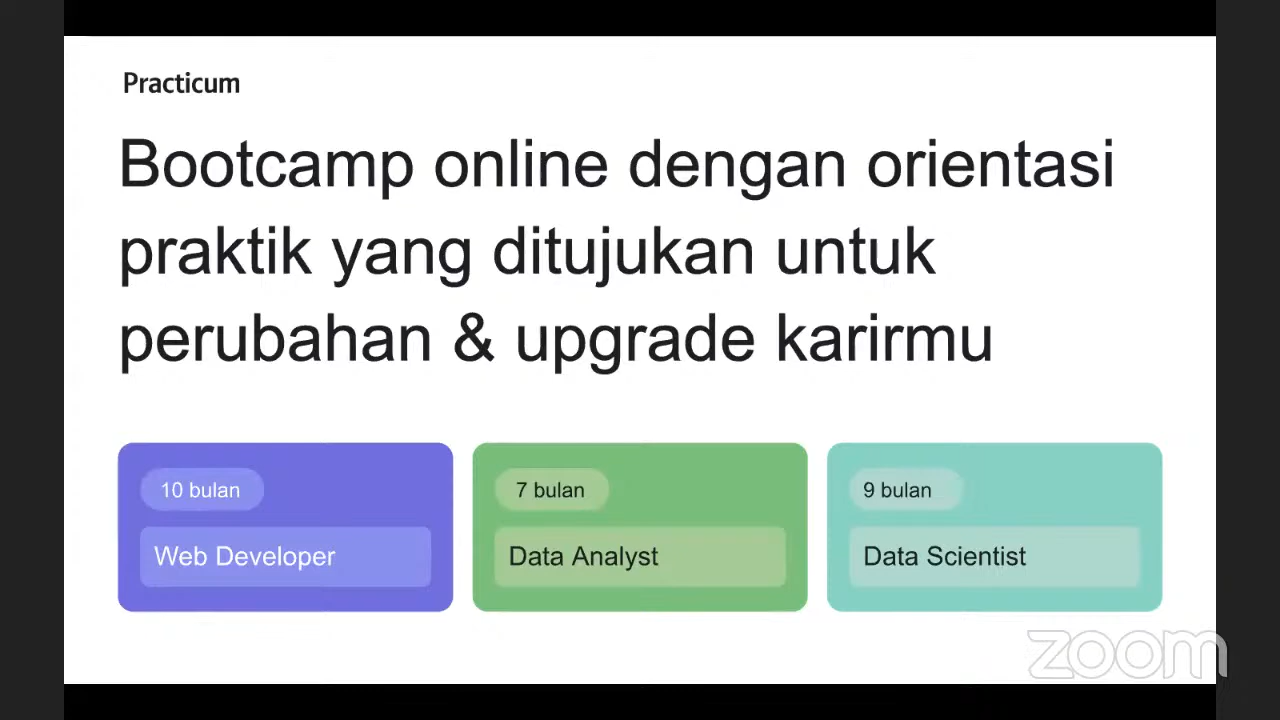 Practicum
Bootcamp online dengan orientasi
praktik yang ditujukan untuk
perubahan & upgrade karirmu
10 bulan
Web Developer
7 bulan
Data Analyst
9 bulan
Data Scientist
zoom